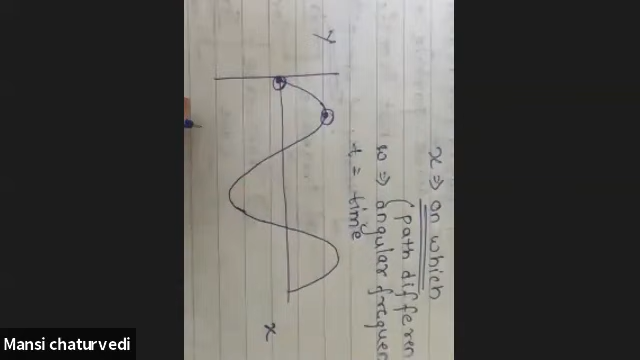 y
x ⇒ on which
(path differen
ω ⇒ angular frequen
t = time
x
Mansi chaturvedi